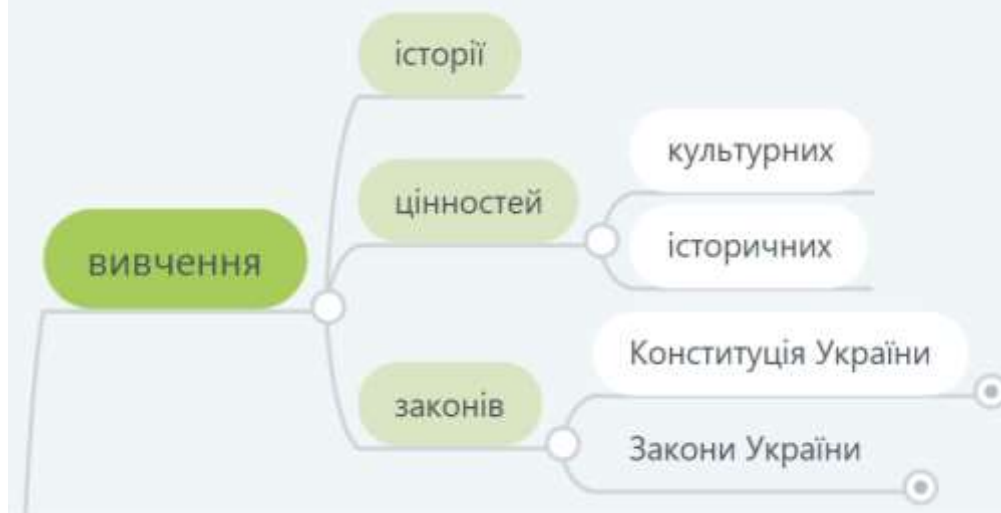 історії
культурних
цінностей
історичних
вивчення
Конституція України
законів
Закони України